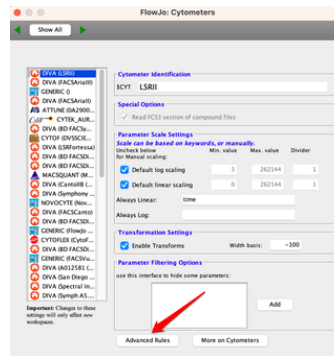 FlowJo: Cytometers
Show All
DIVA (LSRII)
DIVA (FACSAriaIII)
GENERIC ()
DIVA (FACSAriaII)
ATTUNE (DA2900...
CYTEK_AUR...
DIVA (BD FACSy...
CYTOF (DVSSCIE...
DIVA (LSRFortessa)
DIVA (BD FACSDi...
DIVA (BD FACSDi...
MACSQUANT (M...
DIVA (CantoIII (...
DIVA (Symphony ...
NOVOCYTE (Nov...
DIVA (FACSCanto)
DIVA (BD FACSDi...
GENERIC (FlowJo ...
CYTOFLEX (CytoF...
DIVA (BD FACSDi...
GENERIC (FACSVu...
DIVA (A012581 (...
DIVA (San Diego ...
DIVA (Spectral In...
DIVA (Symph A5...
Important: Changes to these
settings will only affect new
workspaces.
Cytometer Identification
$CYT LSRII
Special Options
Read FCS3 section of compound files
Parameter Scale Settings
Scale can be based on keywords, or manually.
Uncheck below Min. value Max. value Divider
for Manual scaling:
Default log scaling 3 262144 1
Default linear scaling 0 262144 1
Always Linear: time
Always Log:
Transformation Settings
Enable Transforms Width basis: -100
Parameter Filtering Options
use this interface to hide some parameters:
Add
Advanced Rules More on Cytometers